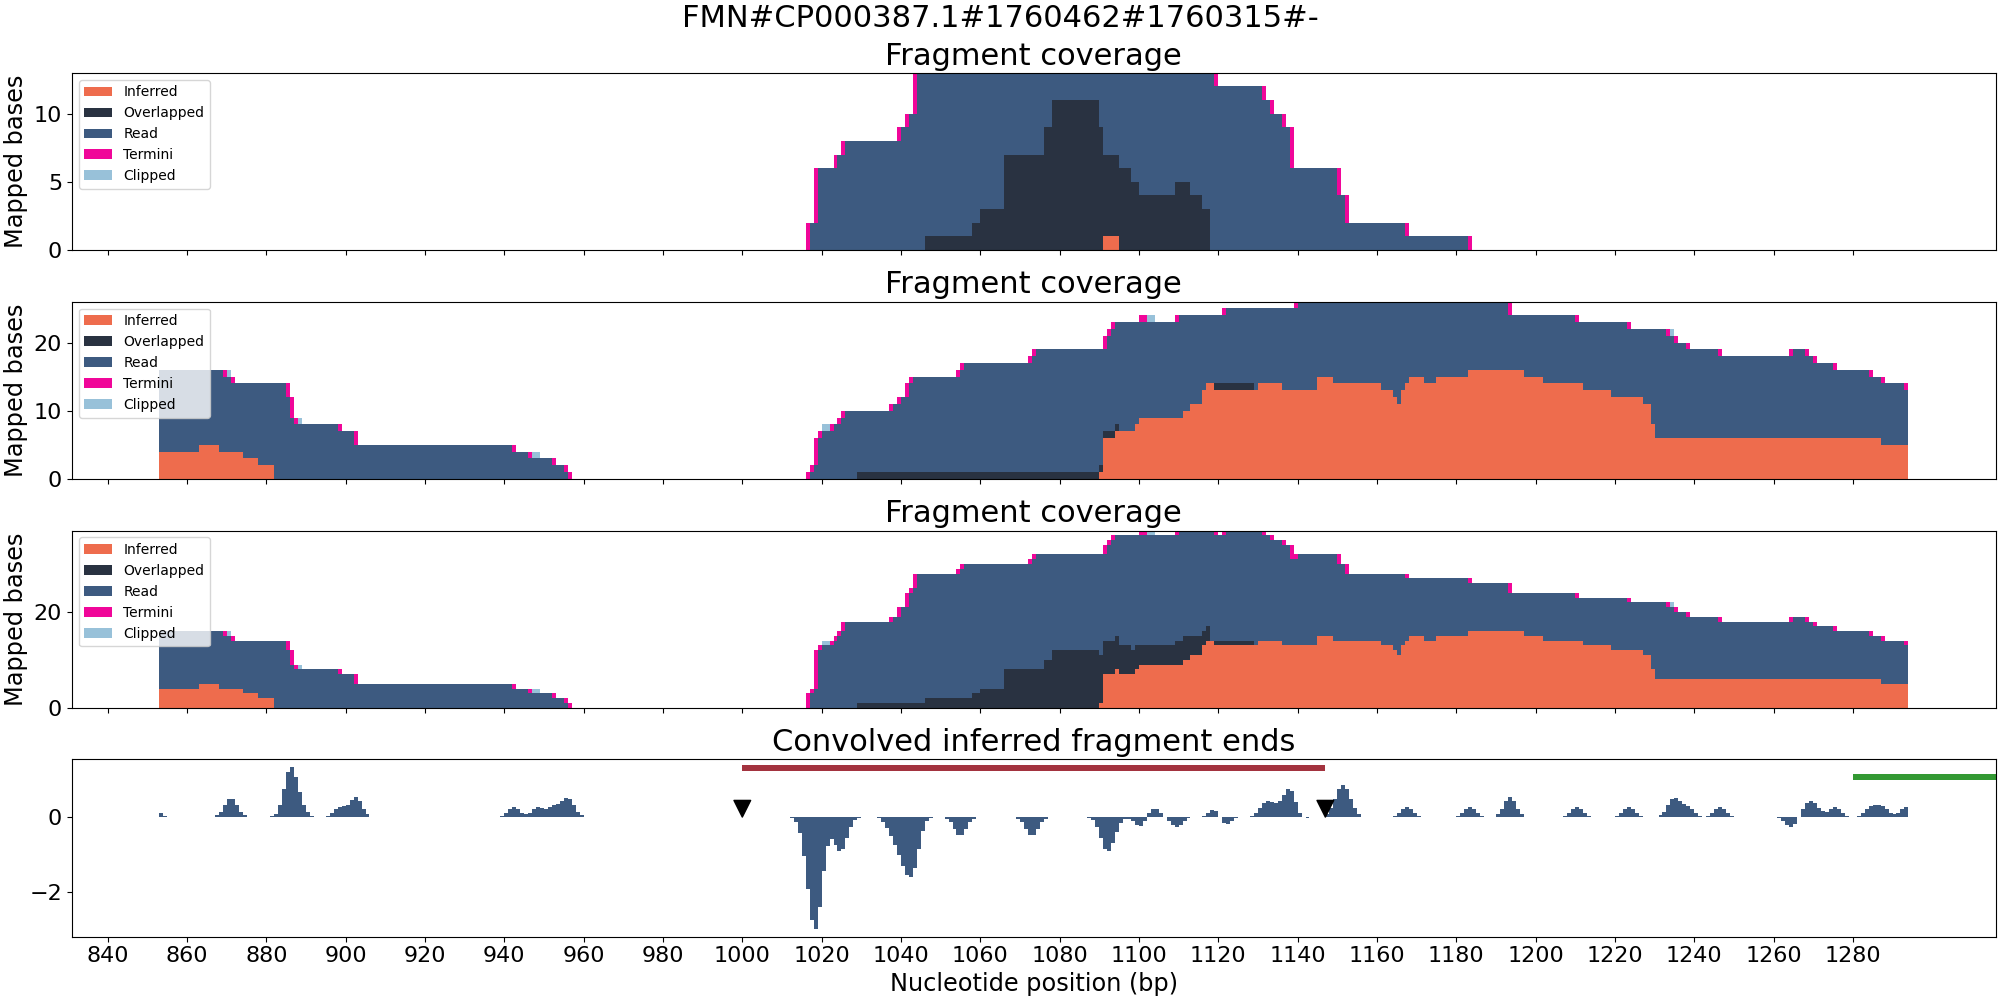 FMN#CP000387.1#1760462#1760315#-
Fragment coverage
Mapped bases
10
5
0
Inferred
Overlapped
Read
Termini
Clipped
Fragment coverage
Mapped bases
20
10
0
Inferred
Overlapped
Read
Termini
Clipped
Fragment coverage
Mapped bases
20
0
Inferred
Overlapped
Read
Termini
Clipped
Convolved inferred fragment ends
0
−2
840 860 880 900 920 940 960 980 1000 1020 1040 1060 1080 1100 1120 1140 1160 1180 1200 1220 1240 1260 1280
Nucleotide position (bp)